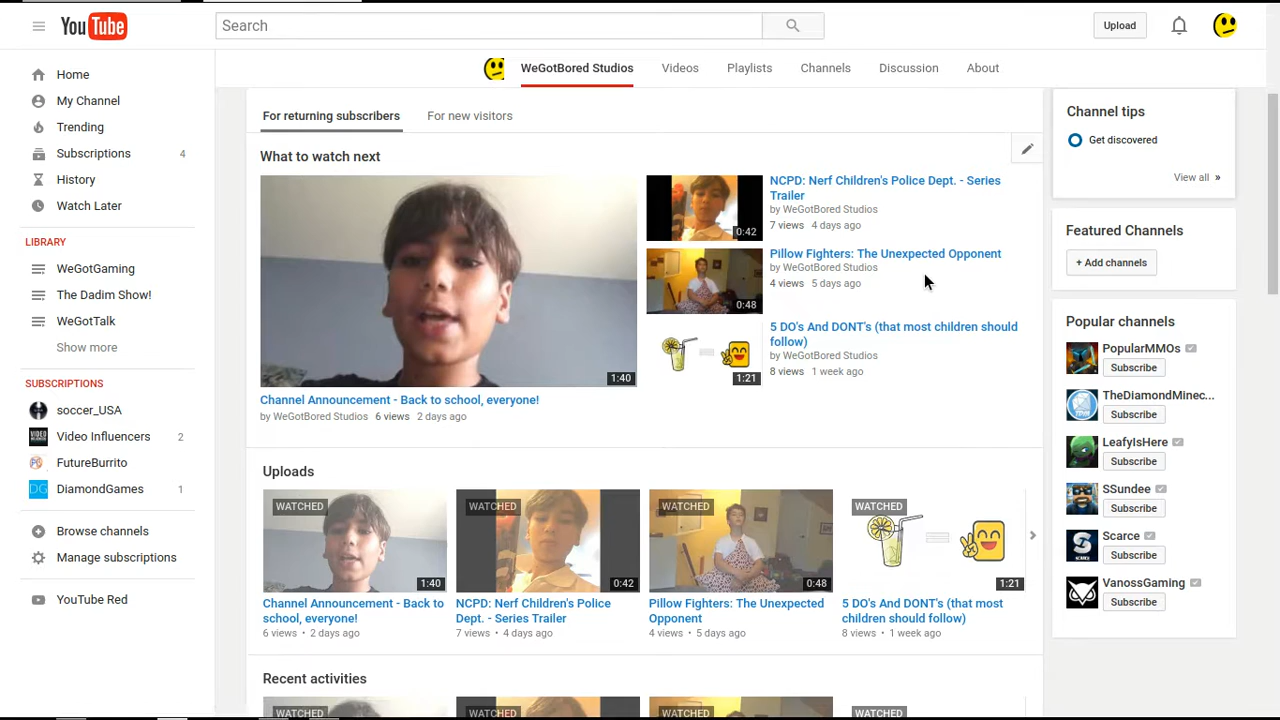 YouTube
Search
Upload
WeGotBored Studios
Videos
Playlists
Channels
Discussion
About
Home
My Channel
Trending
Subscriptions 4
History
Watch Later
LIBRARY
WeGotGaming
The Dadim Show!
WeGotTalk
Show more
SUBSCRIPTIONS
soccer_USA
Video Influencers 2
FutureBurrito
DG DiamondGames 1
Browse channels
Manage subscriptions
YouTube Red
For returning subscribers
For new visitors
What to watch next
1:40
Channel Announcement - Back to school, everyone!
by WeGotBored Studios 6 views 2 days ago
0:42
NCPD: Nerf Children's Police Dept. - Series
Trailer
by WeGotBored Studios
7 views 4 days ago
0:48
Pillow Fighters: The Unexpected Opponent
by WeGotBored Studios
4 views 5 days ago
1:21
5 DO's And DONT's (that most children should
follow)
by WeGotBored Studios
8 views 1 week ago
Uploads
WATCHED
1:40
Channel Announcement - Back to
school, everyone!
6 views • 2 days ago
WATCHED
0:42
NCPD: Nerf Children's Police
Dept. - Series Trailer
7 views • 4 days ago
WATCHED
0:48
Pillow Fighters: The Unexpected
Opponent
4 views • 5 days ago
WATCHED
1:21
5 DO's And DONT's (that most
children should follow)
8 views • 1 week ago
Recent activities
WATCHED
WATCHED
WATCHED
WATCHED
Channel tips
Get discovered
View all »
Featured Channels
+ Add channels
Popular channels
PopularMMOs
Subscribe
TheDiamondMinec...
Subscribe
LeafyIsHere
Subscribe
SSundee
Subscribe
Scarce
Subscribe
VanossGaming
Subscribe